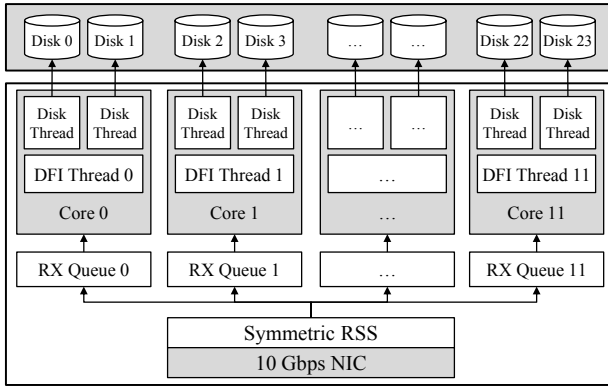 Disk 0 Disk 1 Disk 2 Disk 3 … … Disk 22 Disk 23
Disk Disk Disk Disk … … Disk Disk
Thread Thread Thread Thread Thread Thread
DFI Thread 0 DFI Thread 1 … DFI Thread 11
Core 0 Core 1 … Core 11
RX Queue 0 RX Queue 1 … RX Queue 11
Symmetric RSS
10 Gbps NIC